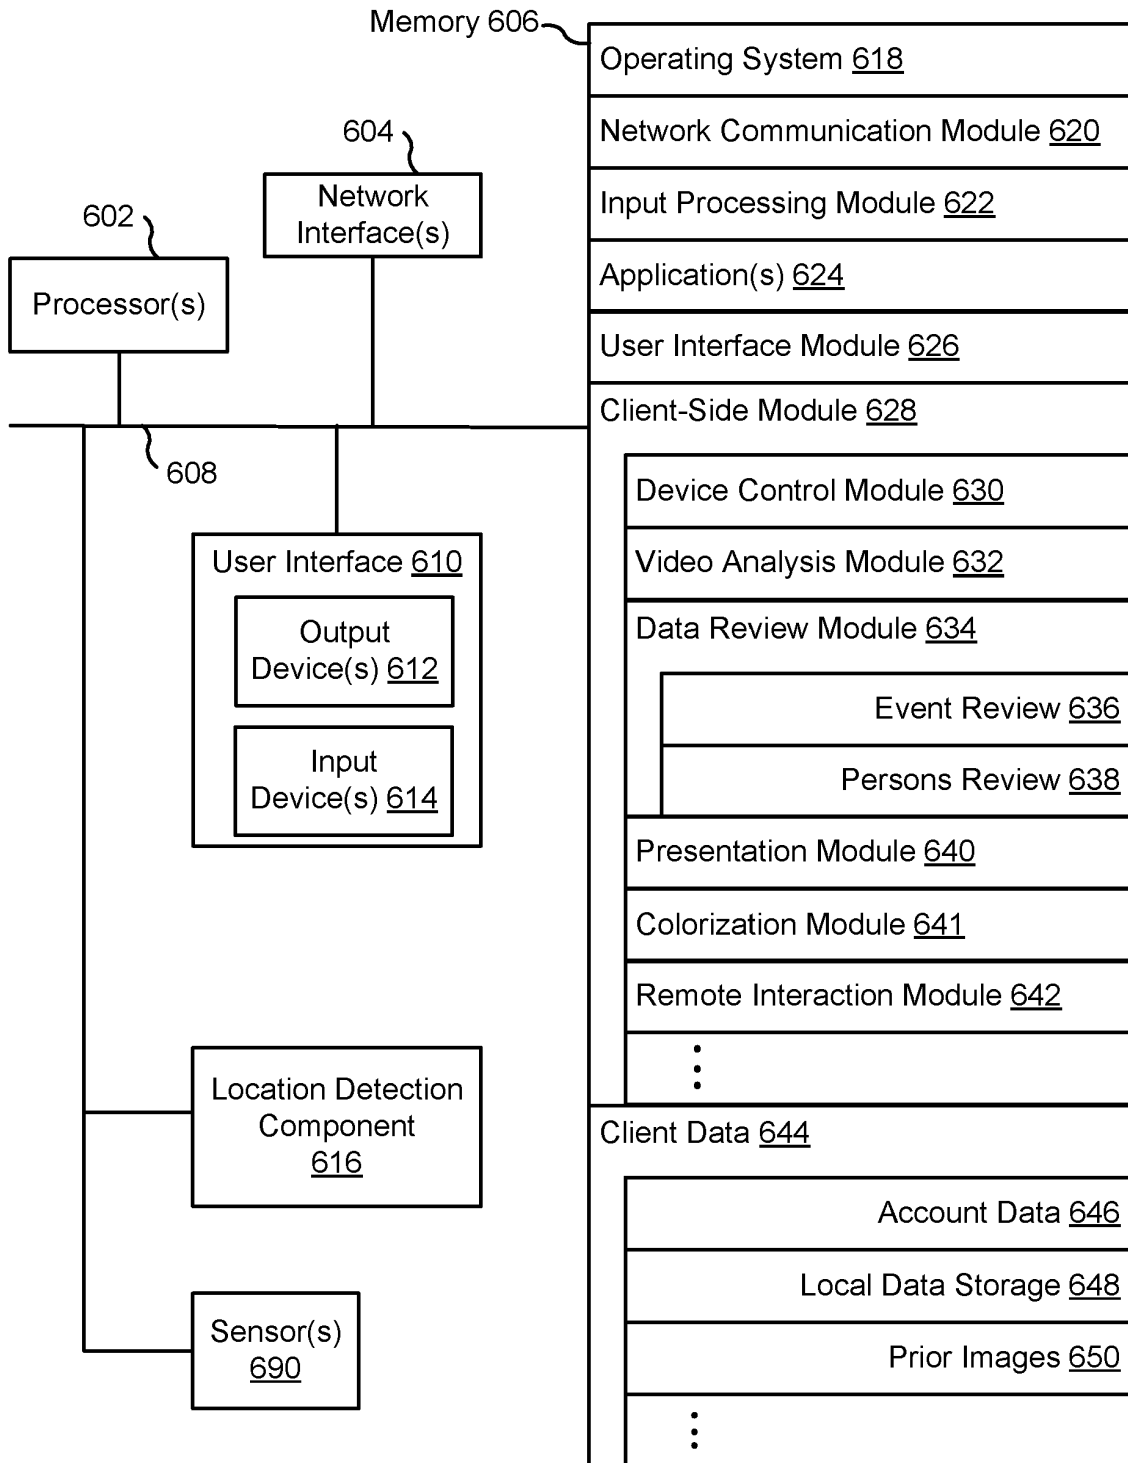 Memory 606
604
Network
Interface(s)
602
Processor(s)
608
User Interface 610
Output
Device(s) 612
Input
Device(s) 614
Location Detection
Component
616
Sensor(s)
690
Operating System 618
Network Communication Module 620
Input Processing Module 622
Application(s) 624
User Interface Module 626
Client-Side Module 628
Device Control Module 630
Video Analysis Module 632
Data Review Module 634
Event Review 636
Persons Review 638
Presentation Module 640
Colorization Module 641
Remote Interaction Module 642
Client Data 644
Account Data 646
Local Data Storage 648
Prior Images 650